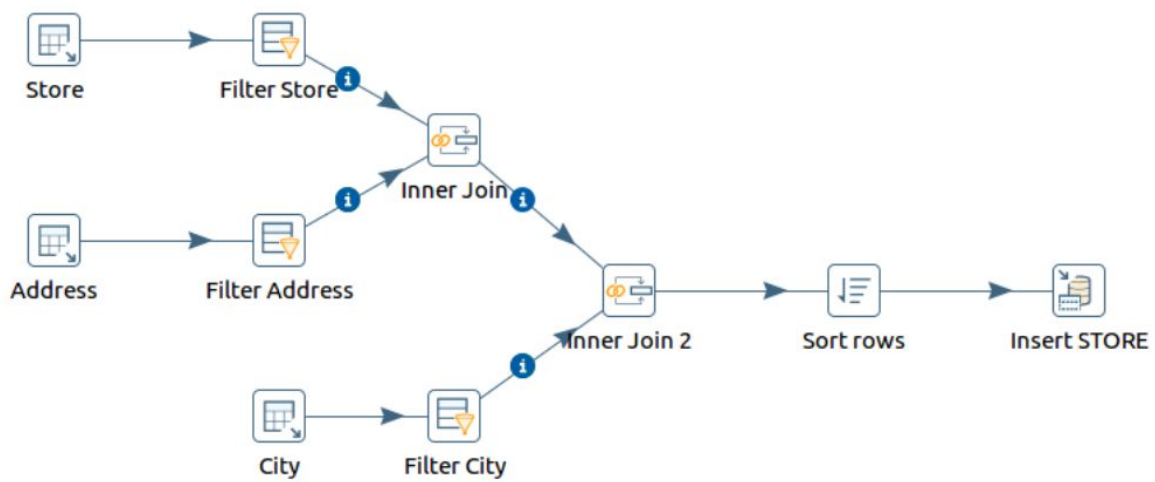 Store
Filter Store
Inner Join
Address
Filter Address
Inner Join 2
Sort rows
Insert STORE
City
Filter City